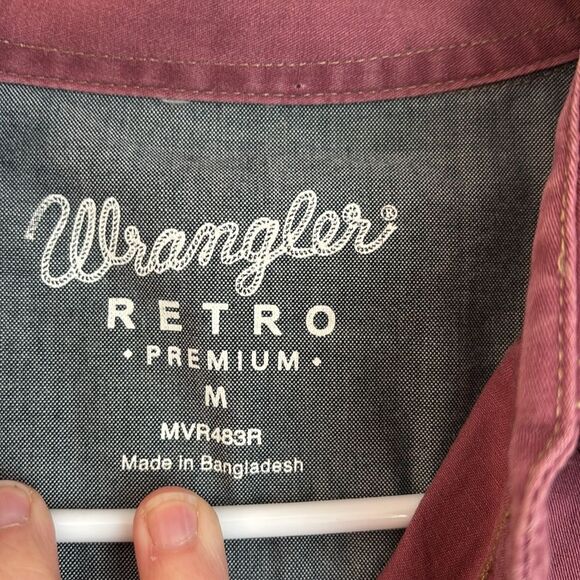 Wrangler®
RETRO
• PREMIUM •
M
MVR483R
Made in Bangladesh